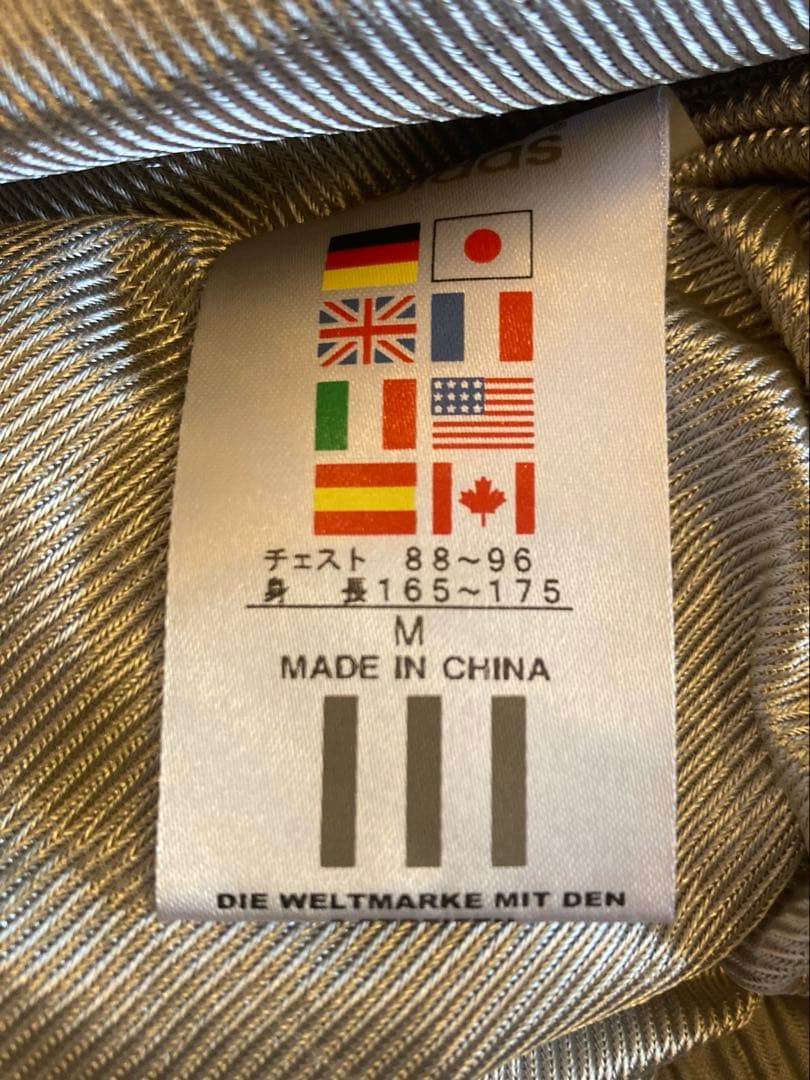 チェスト 88~96
身 長165~175
M
MADE IN CHINA
DIE WELTMARKE MIT DEN